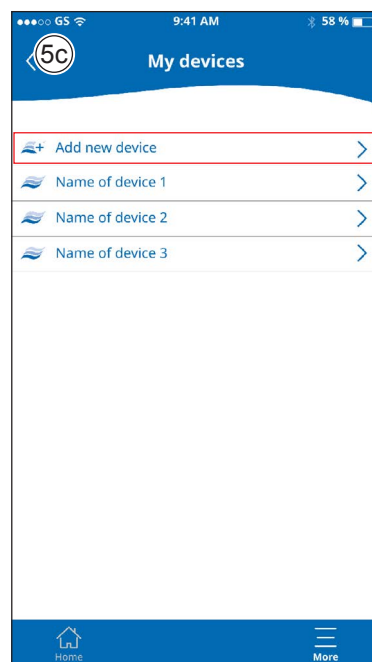 GS 9:41 AM 58 %
5c
My devices
Add new device
Name of device 1
Name of device 2
Name of device 3
Home More